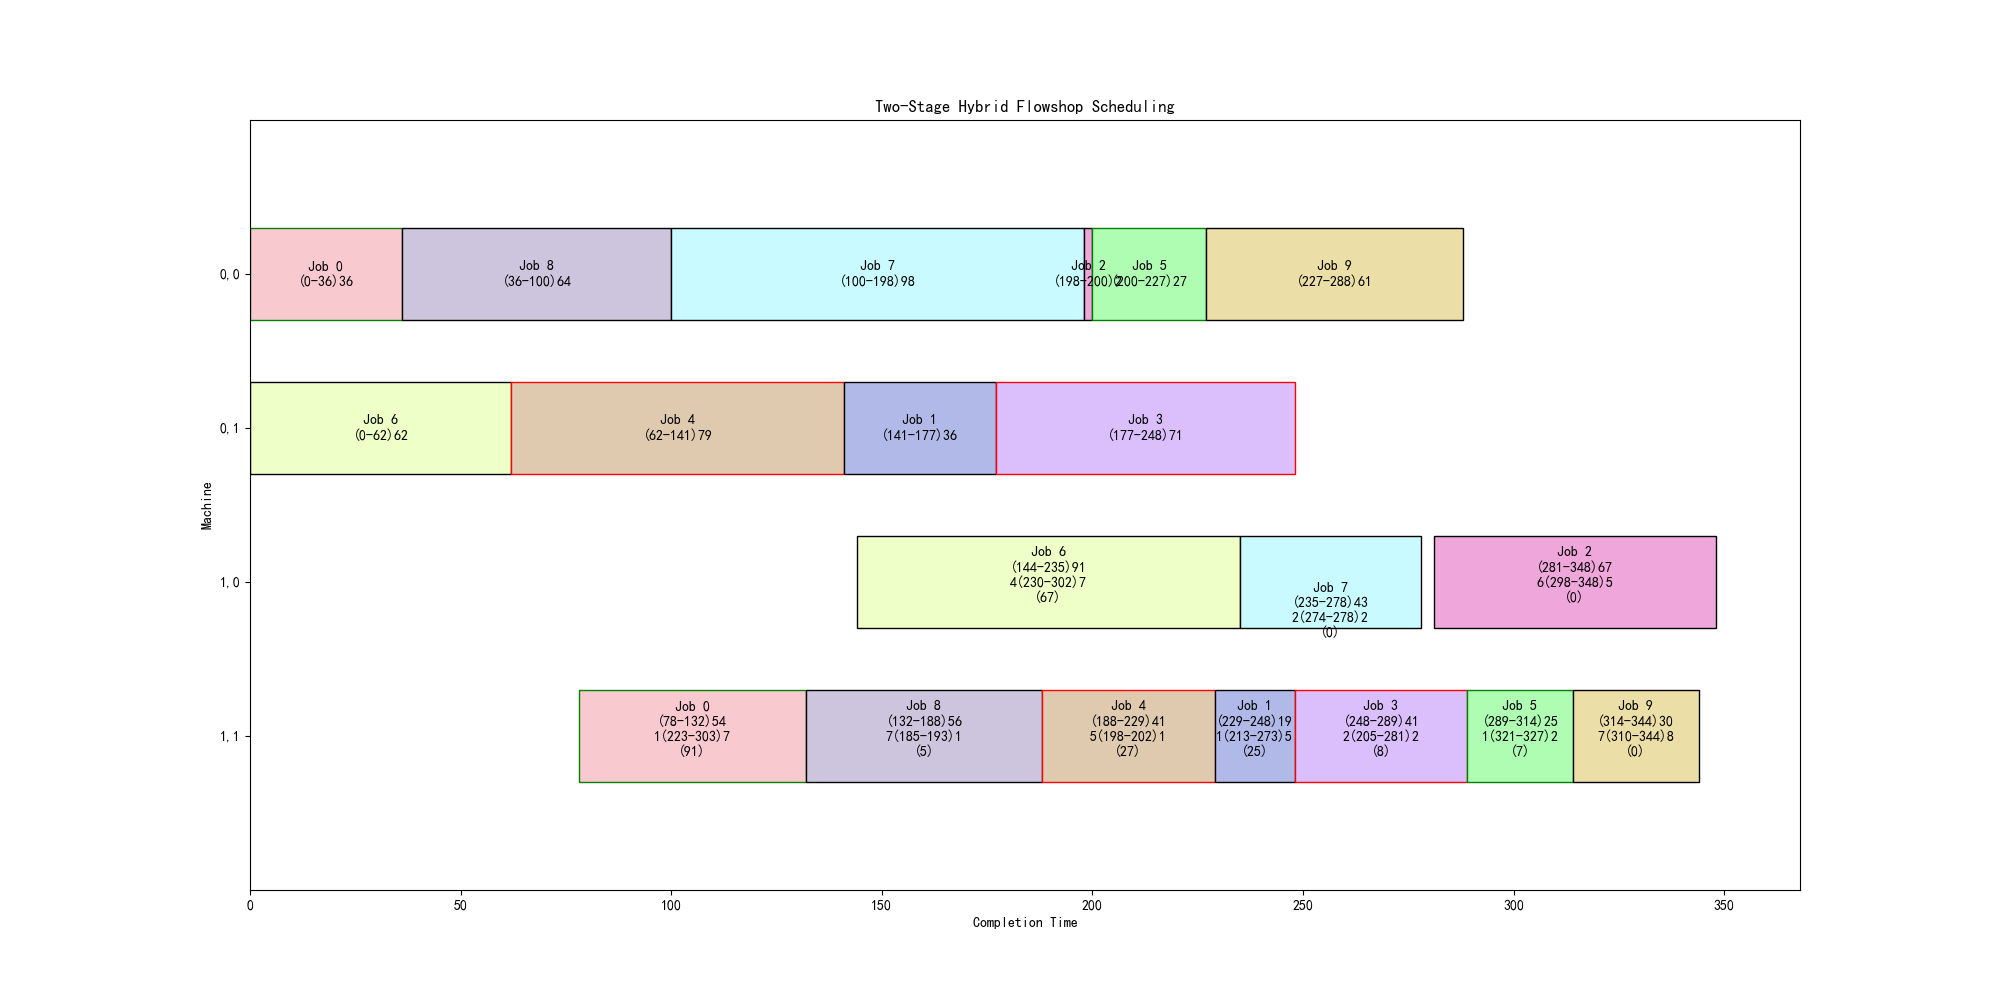 Two-Stage Hybrid Flowshop Scheduling
0,0
Job 0
(0-36)36
Job 8
(36-100)64
Job 7
(100-198)98
Job 2
(198-200)2
Job 5
(200-227)27
Job 9
(227-288)61
0,1
Job 6
(0-62)62
Job 4
(62-141)79
Job 1
(141-177)36
Job 3
(177-248)71
Machine
1,0
Job 6
(144-235)91
4(230-302)7
(67)
Job 7
(235-278)43
2(274-278)2
(0)
Job 2
(281-348)67
6(298-348)5
(0)
1,1
Job 0
(78-132)54
1(223-303)7
(91)
Job 8
(132-188)56
7(185-193)1
(5)
Job 4
(188-229)41
5(198-202)1
(27)
Job 1
(229-248)19
1(213-273)5
(25)
Job 3
(248-289)41
2(205-281)2
(8)
Job 5
(289-314)25
1(321-327)2
(7)
Job 9
(314-344)30
7(310-344)8
(0)
0
50
100
150
200
250
300
350
Completion Time